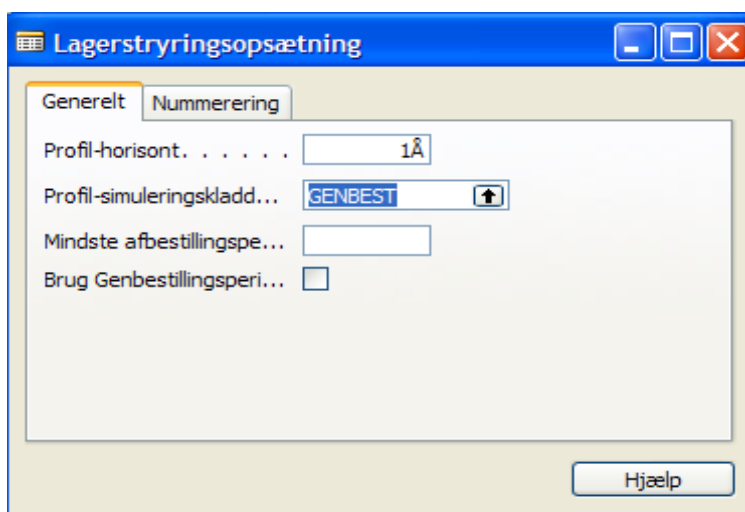 Lagerstryringsopsætning
Generelt Nummerering
Profil-horisont. . . . . . 1Å
Profil-simuleringskladd... GENBEST
Mindste afbestillingspe...
Brug Genbestillingsperi...
Hjælp